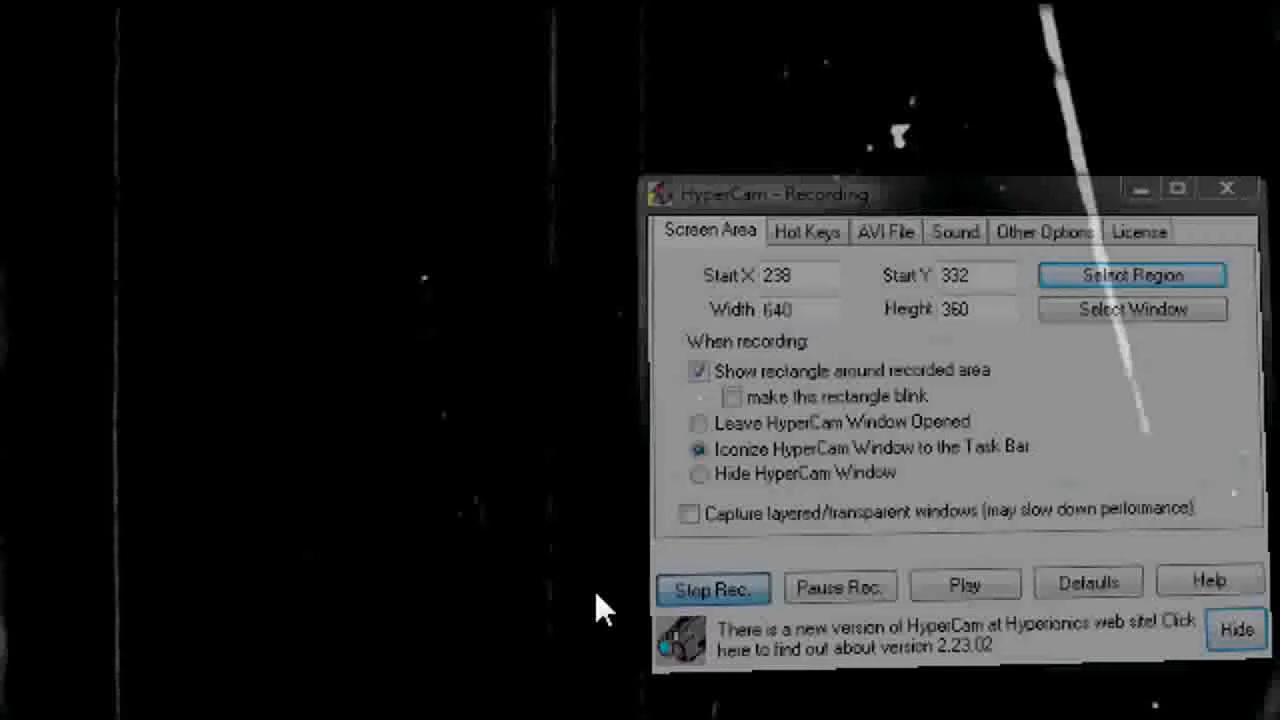 HyperCam - Recording
Screen Area Hot Keys AVI File Sound Other Options License
Start X 238 Start Y 332 Select Region
Width 640 Height 360 Select Window
When recording:
Show rectangle around recorded area
make this rectangle blink
Leave HyperCam Window Opened
Iconize HyperCam Window to the Task Bar
Hide HyperCam Window
Capture layered/transparent windows (may slow down performance)
Stop Rec. Pause Rec. Play Defaults Help
There is a new version of HyperCam at Hyperionics web site! Click
here to find out about version 2.23.02
Hide